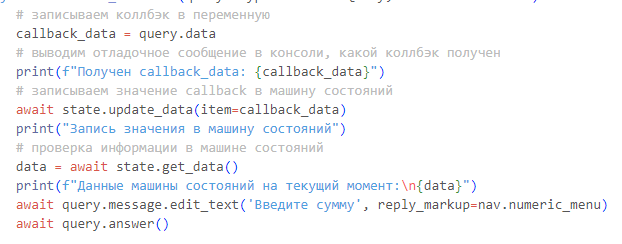 # записываем коллбэк в переменную
callback_data = query.data
# выводим отладочное сообщение в консоли, какой коллбэк получен
print(f"Получен callback_data: {callback_data}")
# записываем значение callback в машину состояний
await state.update_data(item=callback_data)
print("Запись значения в машину состояний")
# проверка информации в машине состояний
data = await state.get_data()
print(f"Данные машины состояний на текущий момент:\n{data}")
await query.message.edit_text('Введите сумму', reply_markup=nav.numeric_menu)
await query.answer()